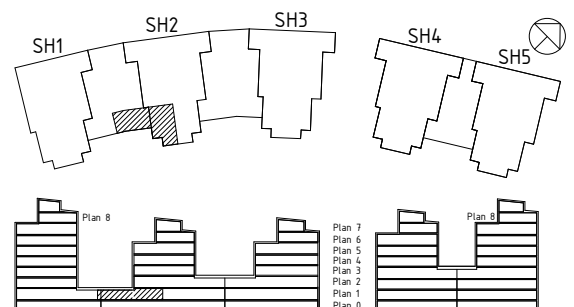 SH1
SH2
SH3
SH4
SH5
Plan 8
Plan 7
Plan 6
Plan 5
Plan 4
Plan 3
Plan 2
Plan 1
Plan 0
Plan 8